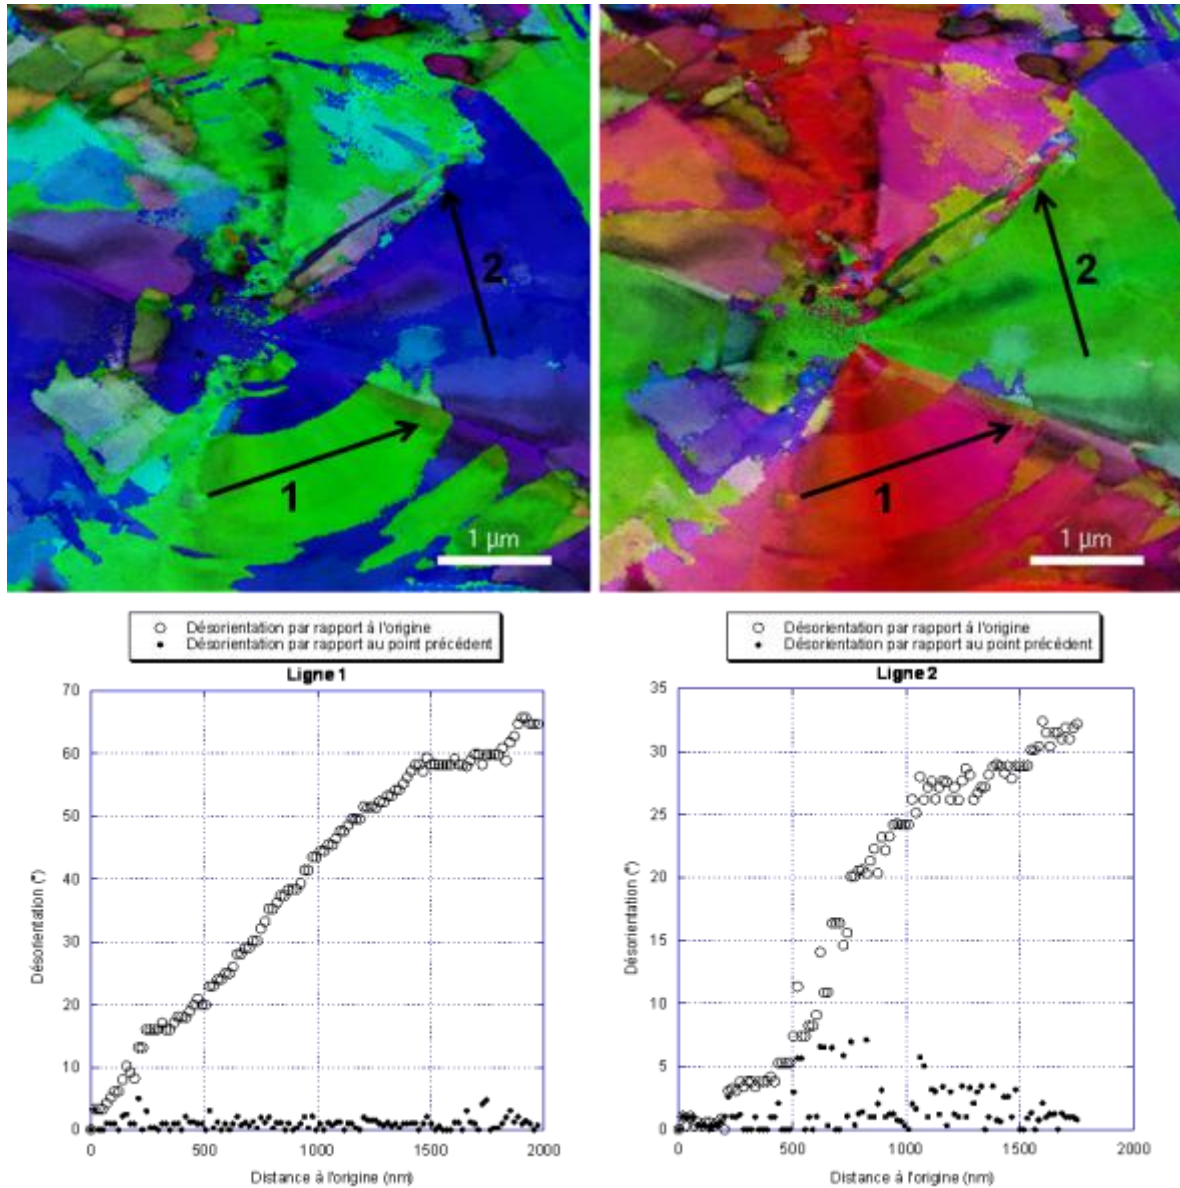 2
1
1 µm
2
1
1 µm
Désorientation par rapport à l'origine
Désorientation par rapport au point précédent
Ligne 1
70
60
50
40
30
20
10
0
0 500 1000 1500 2000
Désorientation (°)
Distance à l'origine (nm)
Désorientation par rapport à l'origine
Désorientation par rapport au point précédent
Ligne 2
35
30
25
20
15
10
5
0
0 500 1000 1500 2000
Désorientation (°)
Distance à l'origine (nm)